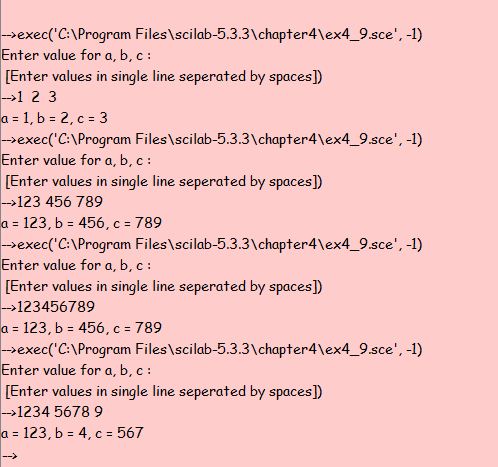 -->exec('C:\Program Files\scilab-5.3.3\chapter4\ex4_9.sce', -1)
Enter value for a, b, c :
[Enter values in single line seperated by spaces])
-->1  2  3
a = 1, b = 2, c = 3
-->exec('C:\Program Files\scilab-5.3.3\chapter4\ex4_9.sce', -1)
Enter value for a, b, c :
[Enter values in single line seperated by spaces])
-->123 456 789
a = 123, b = 456, c = 789
-->exec('C:\Program Files\scilab-5.3.3\chapter4\ex4_9.sce', -1)
Enter value for a, b, c :
[Enter values in single line seperated by spaces])
-->123456789
a = 123, b = 456, c = 789
-->exec('C:\Program Files\scilab-5.3.3\chapter4\ex4_9.sce', -1)
Enter value for a, b, c :
[Enter values in single line seperated by spaces])
-->1234 5678 9
a = 123, b = 4, c = 567
-->